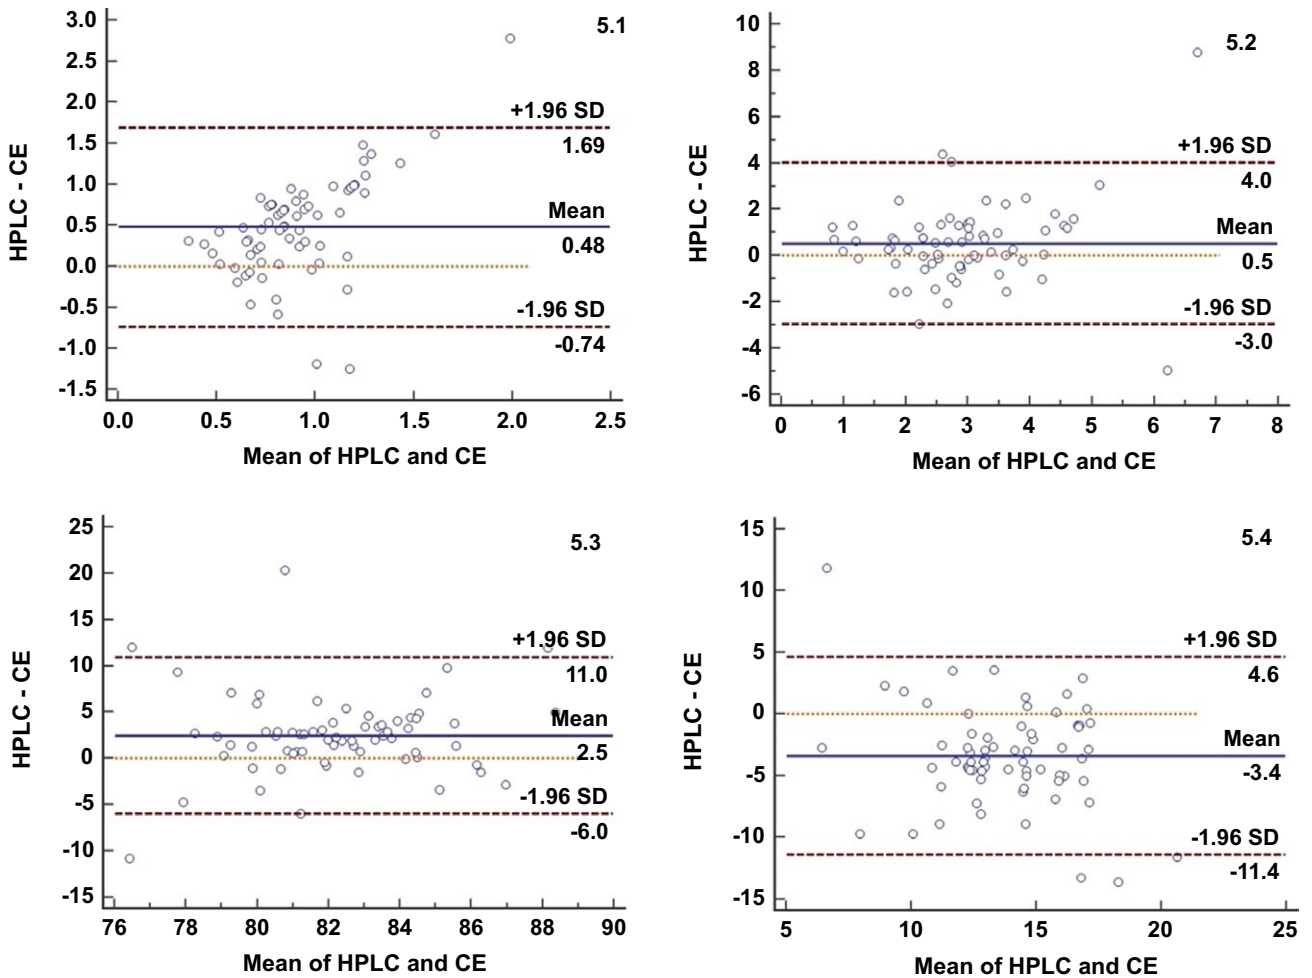 5.1
HPLC - CE
3.0
2.5
2.0
1.5
1.0
0.5
0.0
-0.5
-1.0
-1.5
+1.96 SD
1.69
Mean
0.48
-1.96 SD
-0.74
0.0 0.5 1.0 1.5 2.0 2.5
Mean of HPLC and CE
5.2
HPLC - CE
10
8
6
4
2
0
-2
-4
-6
+1.96 SD
4.0
Mean
0.5
-1.96 SD
-3.0
0 1 2 3 4 5 6 7 8
Mean of HPLC and CE
5.3
HPLC - CE
25
20
15
10
5
0
-5
-10
-15
+1.96 SD
11.0
Mean
2.5
-1.96 SD
-6.0
76 78 80 82 84 86 88 90
Mean of HPLC and CE
5.4
HPLC - CE
15
10
5
0
-5
-10
-15
+1.96 SD
4.6
Mean
-3.4
-1.96 SD
-11.4
5 10 15 20 25
Mean of HPLC and CE